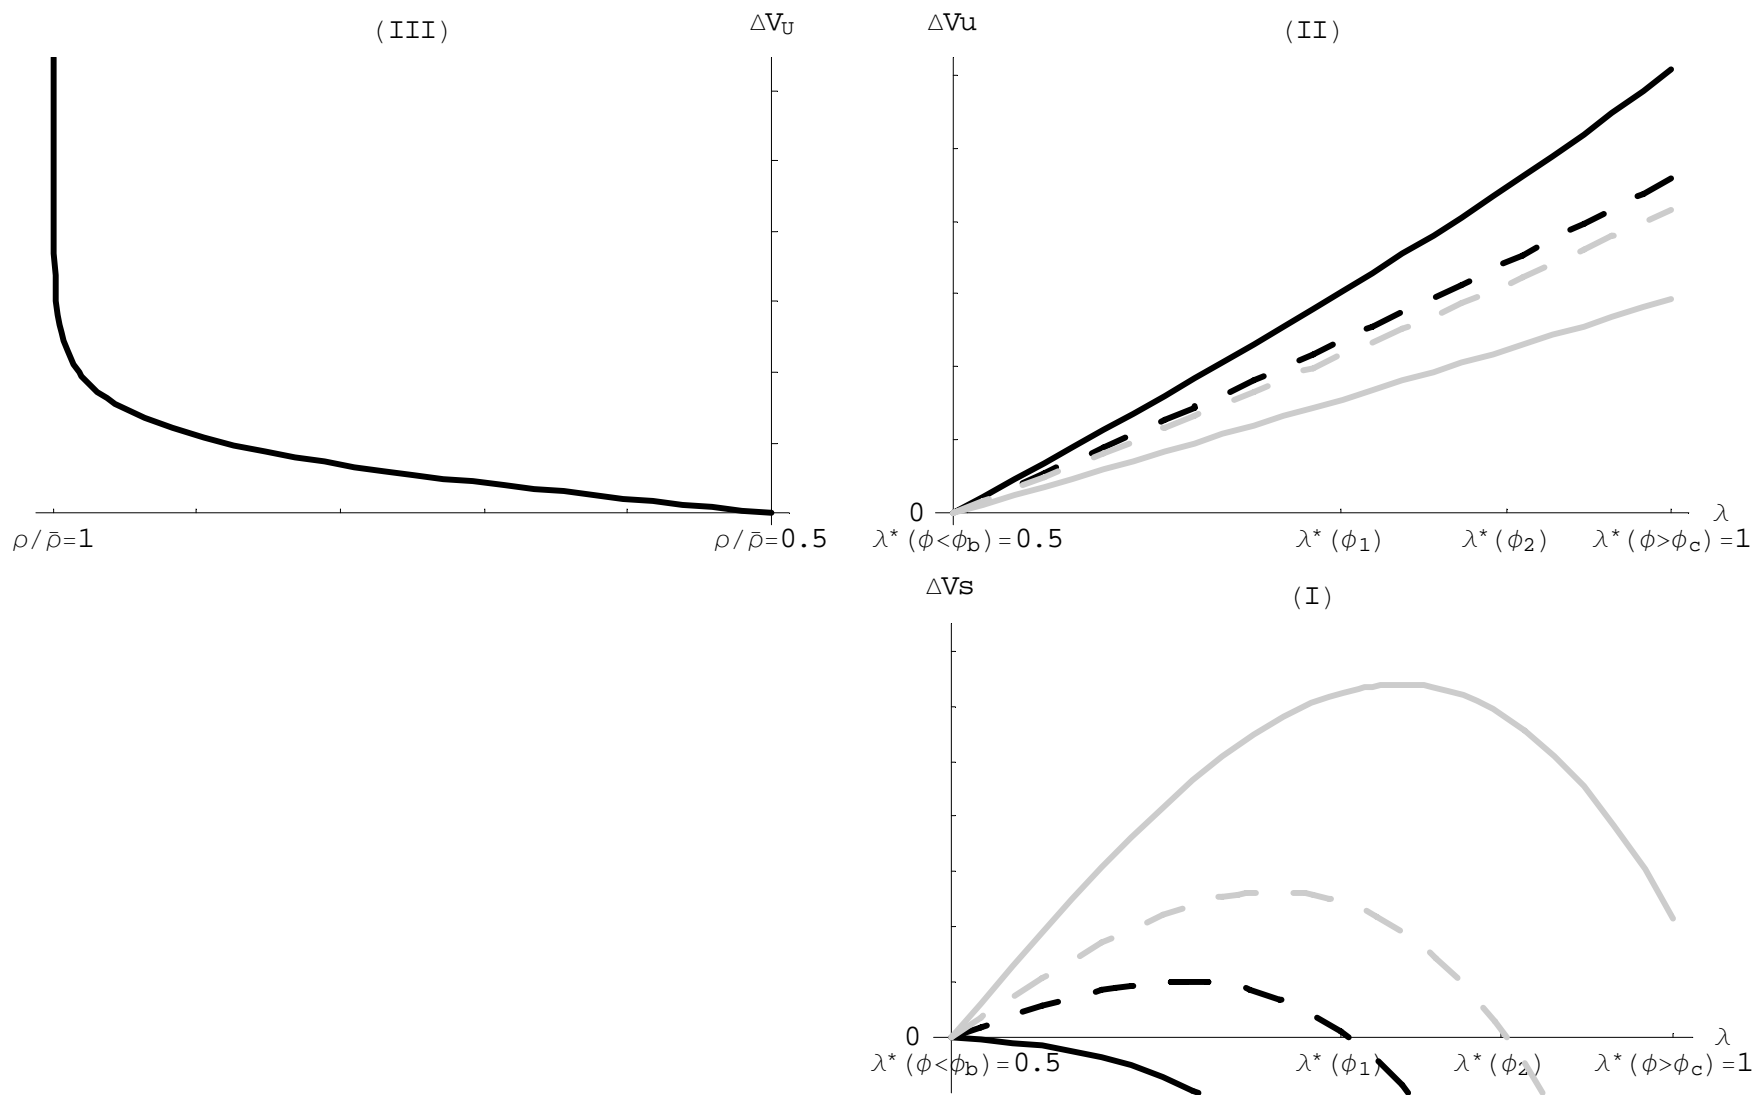 (III)
ΔV_U
ρ/ρ̄=1
ρ/ρ̄=0.5
ΔVu
(II)
0
λ
λ*(ϕ<ϕ_b)=0.5
λ*(ϕ_1)
λ*(ϕ_2)
λ*(ϕ>ϕ_c)=1
ΔVs
(I)
0
λ
λ*(ϕ<ϕ_b)=0.5
λ*(ϕ_1)
λ*(ϕ_2)
λ*(ϕ>ϕ_c)=1